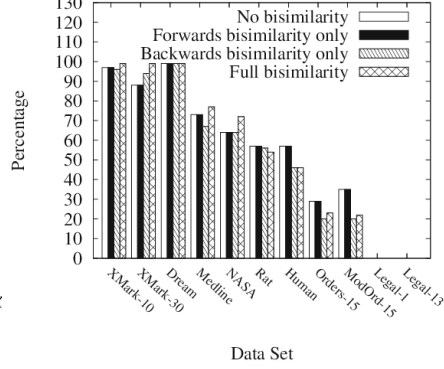 130
120
110
100
90
80
70
60
50
40
30
20
10
0
Percentage
No bisimilarity
Forwards bisimilarity only
Backwards bisimilarity only
Full bisimilarity
XMark-10
XMark-30
Dream
Medline
NASA
Rat
Human
Orders-15
ModOrd-15
Legal-1
Legal-13
Data Set